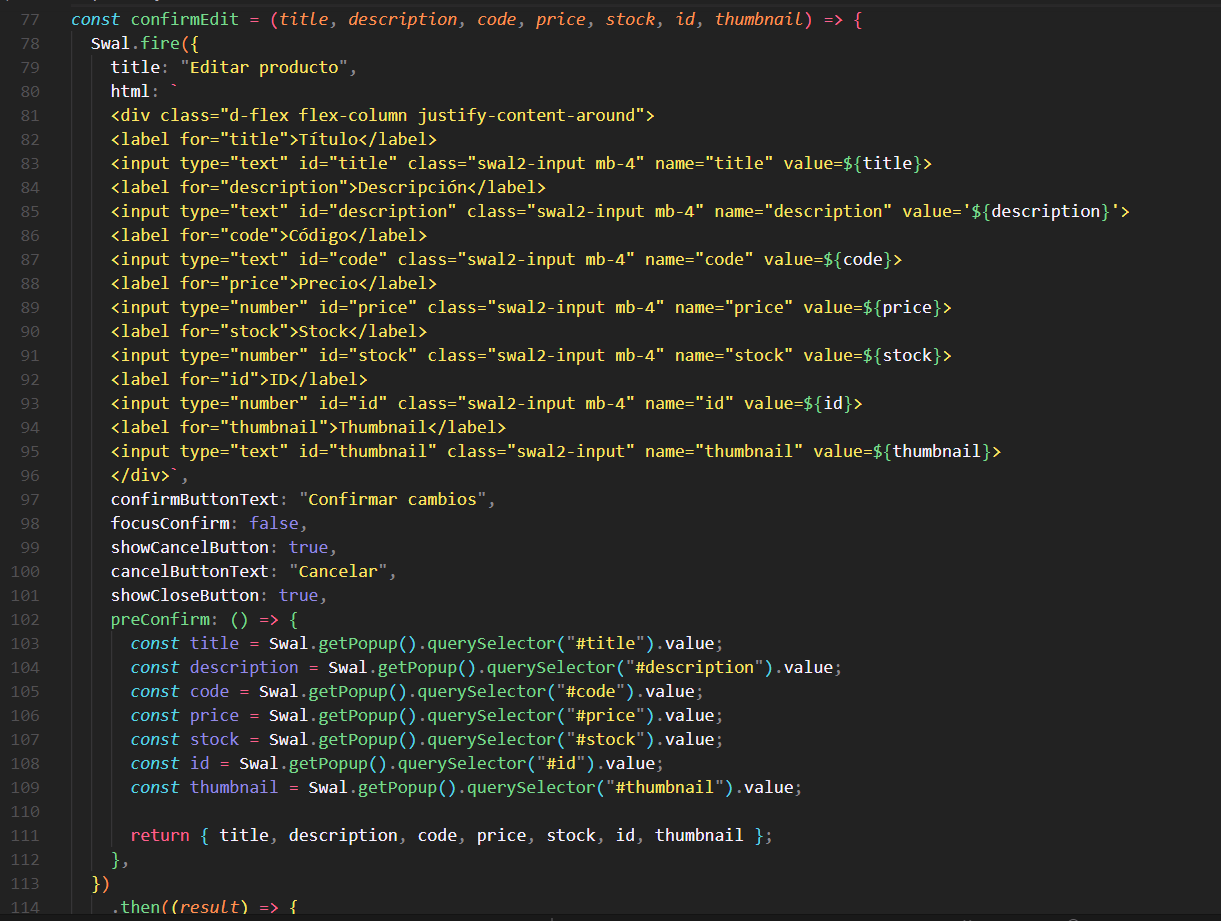 77 const confirmEdit = (title, description, code, price, stock, id, thumbnail) => {
78 Swal.fire({
79 title: "Editar producto",
80 html: `
81 <div class="d-flex flex-column justify-content-around">
82 <label for="title">Título</label>
83 <input type="text" id="title" class="swal2-input mb-4" name="title" value=${title}>
84 <label for="description">Descripción</label>
85 <input type="text" id="description" class="swal2-input mb-4" name="description" value='${description}'>
86 <label for="code">Código</label>
87 <input type="text" id="code" class="swal2-input mb-4" name="code" value=${code}>
88 <label for="price">Precio</label>
89 <input type="number" id="price" class="swal2-input mb-4" name="price" value=${price}>
90 <label for="stock">Stock</label>
91 <input type="number" id="stock" class="swal2-input mb-4" name="stock" value=${stock}>
92 <label for="id">ID</label>
93 <input type="number" id="id" class="swal2-input mb-4" name="id" value=${id}>
94 <label for="thumbnail">Thumbnail</label>
95 <input type="text" id="thumbnail" class="swal2-input" name="thumbnail" value=${thumbnail}>
96 </div>`,
97 confirmButtonText: "Confirmar cambios",
98 focusConfirm: false,
99 showCancelButton: true,
100 cancelButtonText: "Cancelar",
101 showCloseButton: true,
102 preConfirm: () => {
103 const title = Swal.getPopup().querySelector("#title").value;
104 const description = Swal.getPopup().querySelector("#description").value;
105 const code = Swal.getPopup().querySelector("#code").value;
106 const price = Swal.getPopup().querySelector("#price").value;
107 const stock = Swal.getPopup().querySelector("#stock").value;
108 const id = Swal.getPopup().querySelector("#id").value;
109 const thumbnail = Swal.getPopup().querySelector("#thumbnail").value;
110
111 return { title, description, code, price, stock, id, thumbnail };
112 },
113 })
114 .then((result) => {